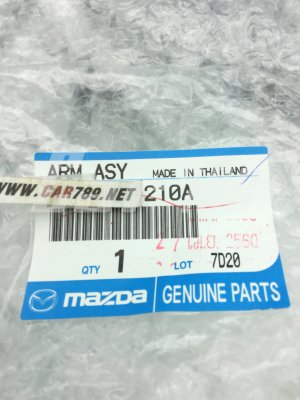 ARM ASY MADE IN THAILAND
WWW.CAR789.NET 210A
QTY 1 LOT 7D20
mazda GENUINE PARTS